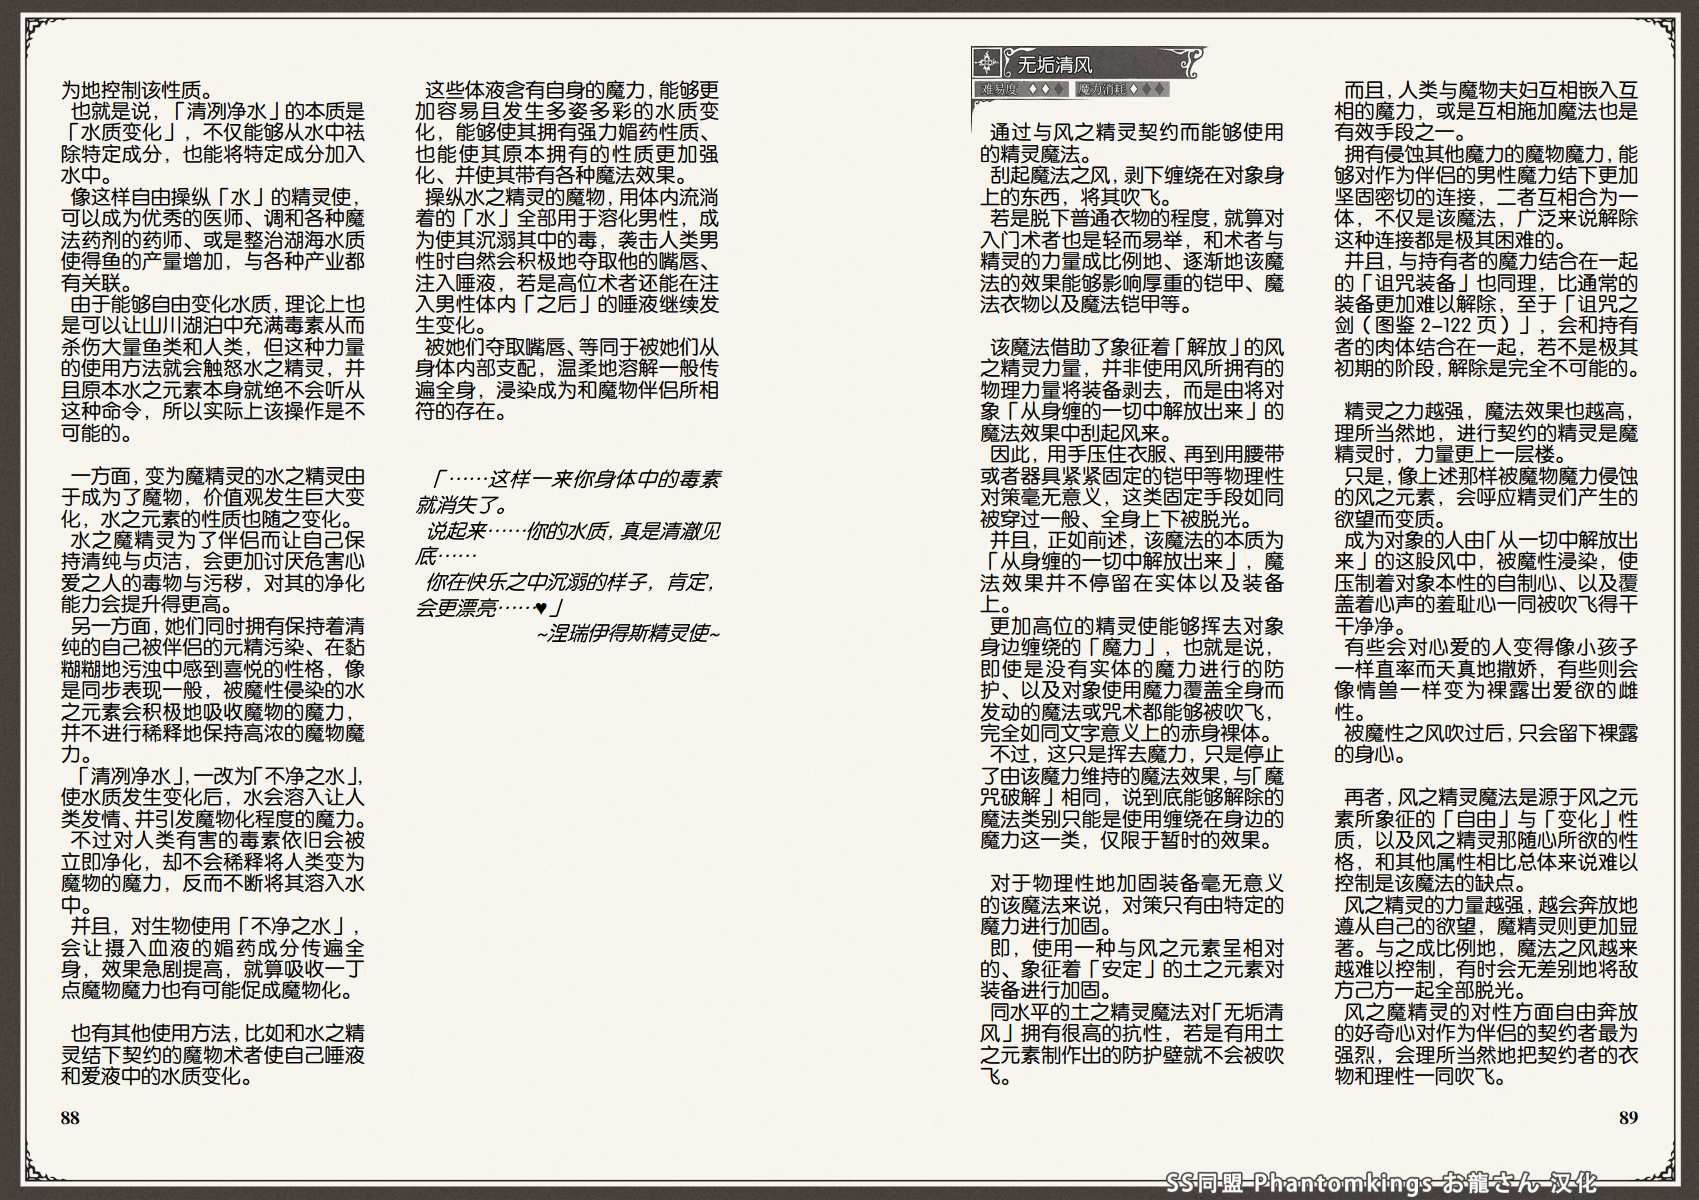 为地控制该性质。
也就是说，「清冽净水」的本质是
「水质变化」，不仅能够从水中祛
除特定成分，也能将特定成分加入
水中。
像这样自由操纵「水」的精灵使，
可以成为优秀的医师、调和各种魔
法药剂的药师、或是整治湖海水质
使得鱼的产量增加，与各种产业都
有关联。
由于能够自由变化水质，理论上也
是可以让山川湖泊中充满毒素从而
杀伤大量鱼类和人类，但这种力量
的使用方法就会触怒水之精灵，并
且原本水之元素本身就绝不会听从
这种命令，所以实际上该操作是不
可能的。
一方面，变为魔精灵的水之精灵由
于成为了魔物，价值观发生巨大变
化，水之元素的性质也随之变化。
水之魔精灵为了伴侣而让自己保
持清纯与贞洁，会更加讨厌危害心
爱之人的毒物与污秽，对其的净化
能力会提升得更高。
另一方面，她们同时拥有保持着清
纯的自己被伴侣的元精污染、在黏
糊糊地污浊中感到喜悦的性格，像
是同步表现一般，被魔性侵染的水
之元素会积极地吸收魔物的魔力，
并不进行稀释地保持高浓的魔物魔
力。
「清冽净水」，一改为「不净之水」，
使水质发生变化后，水会溶入让人
类发情、并引发魔物化程度的魔力。
不过对人类有害的毒素依旧会被
立即净化，却不会稀释将人类变为
魔物的魔力，反而不断将其溶入水
中。
并且，对生物使用「不净之水」，
会让摄入血液的媚药成分传遍全
身，效果急剧提高，就算吸收一丁
点魔物魔力也有可能促成魔物化。
也有其他使用方法，比如和水之精
灵结下契约的魔物术者使自己唾液
和爱液中的水质变化。
88
这些体液含有自身的魔力，能够更
加容易且发生多姿多彩的水质变
化，能够使其拥有强力媚药性质、
也能使其原本拥有的性质更加强
化、并使其带有各种魔法效果。
操纵水之精灵的魔物，用体内流淌
着的「水」全部用于溶化男性，成
为使其沉溺其中的毒，袭击人类男
性时自然会积极地夺取他的嘴唇、
注入唾液，若是高位术者还能在注
入男性体内「之后」的唾液继续发
生变化。
被她们夺取嘴唇、等同于被她们从
身体内部支配，温柔地溶解一般传
遍全身，浸染成为和魔物伴侣所相
符的存在。
「……这样一来你身体中的毒素
就消失了。
说起来……你的水质，真是清澈见
底……
你在快乐之中沉溺的样子，肯定，
会更漂亮……♥」
~涅瑞伊得斯精灵使~
无垢清风
难易度 ◆◆◆ 魔力消耗 ◆◆◆
通过与风之精灵契约而能够使用
的精灵魔法。
刮起魔法之风，剥下缠绕在对象身
上的东西，将其吹飞。
若是脱下普通衣物的程度，就算对
入门术者也是轻而易举，和术者与
精灵的力量成比例地、逐渐地该魔
法的效果能够影响厚重的铠甲、魔
法衣物以及魔法铠甲等。
该魔法借助了象征着「解放」的风
之精灵力量，并非使用风所拥有的
物理力量将装备剥去，而是由将对
象「从身缠的一切中解放出来」的
魔法效果中刮起风来。
因此，用手压住衣服、再到用腰带
或者器具紧紧固定的铠甲等物理性
对策毫无意义，这类固定手段如同
被穿过一般、全身上下被脱光。
并且，正如前述，该魔法的本质为
「从身缠的一切中解放出来」，魔
法效果并不停留在实体以及装备
上。
更加高位的精灵使能够挥去对象
身边缠绕的「魔力」，也就是说，
即使是没有实体的魔力进行的防
护、以及对象使用魔力覆盖全身而
发动的魔法或咒术都能够被吹飞，
完全如同文字意义上的赤身裸体。
不过，这只是挥去魔力，只是停止
了由该魔力维持的魔法效果，与「魔
咒破解」相同，说到底能够解除的
魔法类别只能是使用缠绕在身边的
魔力这一类，仅限于暂时的效果。
对于物理性地加固装备毫无意义
的该魔法来说，对策只有由特定的
魔力进行加固。
即，使用一种与风之元素呈相对
的、象征着「安定」的土之元素对
装备进行加固。
同水平的土之精灵魔法对「无垢清
风」拥有很高的抗性，若是有用土
之元素制作出的防护壁就不会被吹
飞。
而且，人类与魔物夫妇互相嵌入互
相的魔力，或是互相施加魔法也是
有效手段之一。
拥有侵蚀其他魔力的魔物魔力，能
够对作为伴侣的男性魔力结下更加
坚固密切的连接，二者互相合为一
体，不仅是该魔法，广泛来说解除
这种连接都是极其困难的。
并且，与持有者的魔力结合在一起
的「诅咒装备」也同理，比通常的
装备更加难以解除，至于「诅咒之
剑（图鉴 2–122 页）」，会和持有
者的肉体结合在一起，若不是极其
初期的阶段，解除是完全不可能的。
精灵之力越强，魔法效果也越高，
理所当然地，进行契约的精灵是魔
精灵时，力量更上一层楼。
只是，像上述那样被魔物魔力侵蚀
的风之元素，会呼应精灵们产生的
欲望而变质。
成为对象的人由「从一切中解放出
来」的这股风中，被魔性浸染，使
压制着对象本性的自制心、以及覆
盖着心声的羞耻心一同被吹飞得干
干净净。
有些会对心爱的人变得像小孩子
一样直率而天真地撒娇，有些则会
像情兽一样变为裸露出爱欲的雌
性。
被魔性之风吹过后，只会留下裸露
的身心。
再者，风之精灵魔法是源于风之元
素所象征的「自由」与「变化」性
质，以及风之精灵那随心所欲的性
格，和其他属性相比总体来说难以
控制是该魔法的缺点。
风之精灵的力量越强，越会奔放地
遵从自己的欲望，魔精灵则更加显
著。与之成比例地，魔法之风越来
越难以控制，有时会无差别地将敌
方己方一起全部脱光。
风之魔精灵的对性方面自由奔放
的好奇心对作为伴侣的契约者最为
强烈，会理所当然地把契约者的衣
物和理性一同吹飞。
89
SS同盟 Phantomkings お龍さん 汉化